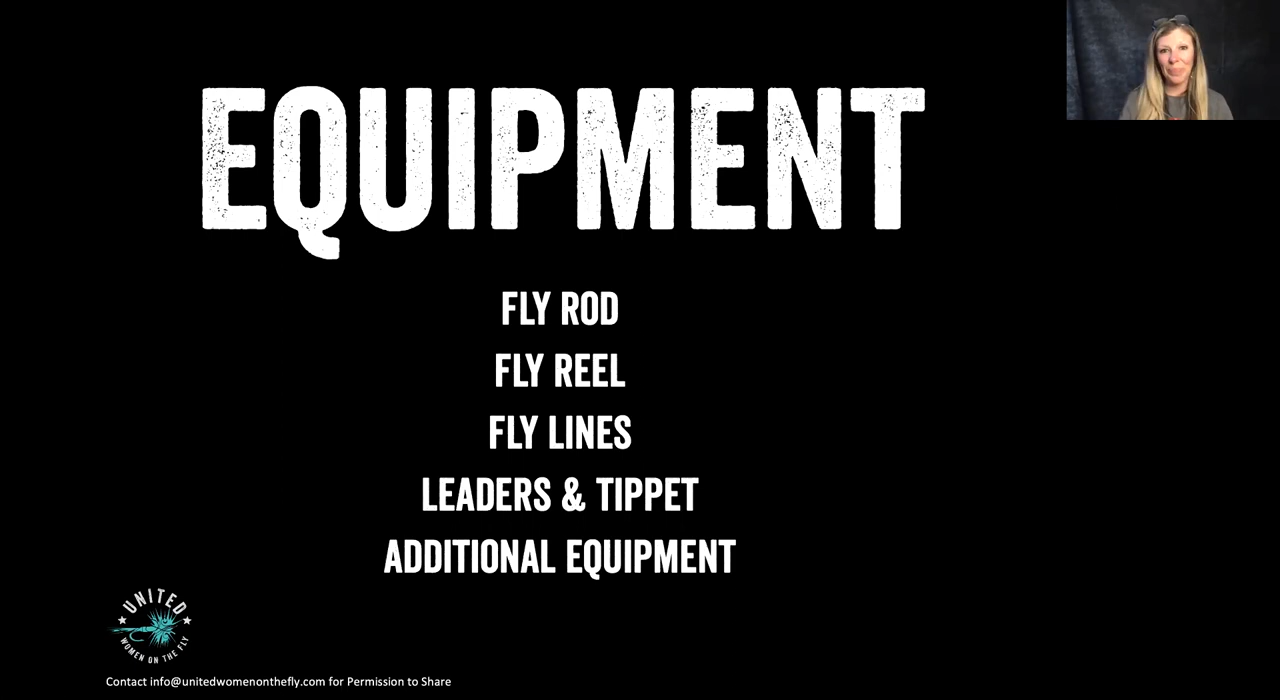 EQUIPMENT
FLY ROD
FLY REEL
FLY LINES
LEADERS & TIPPET
ADDITIONAL EQUIPMENT
UNITED
WOMEN ON THE FLY
Contact info@unitedwomenonthefly.com for Permission to Share